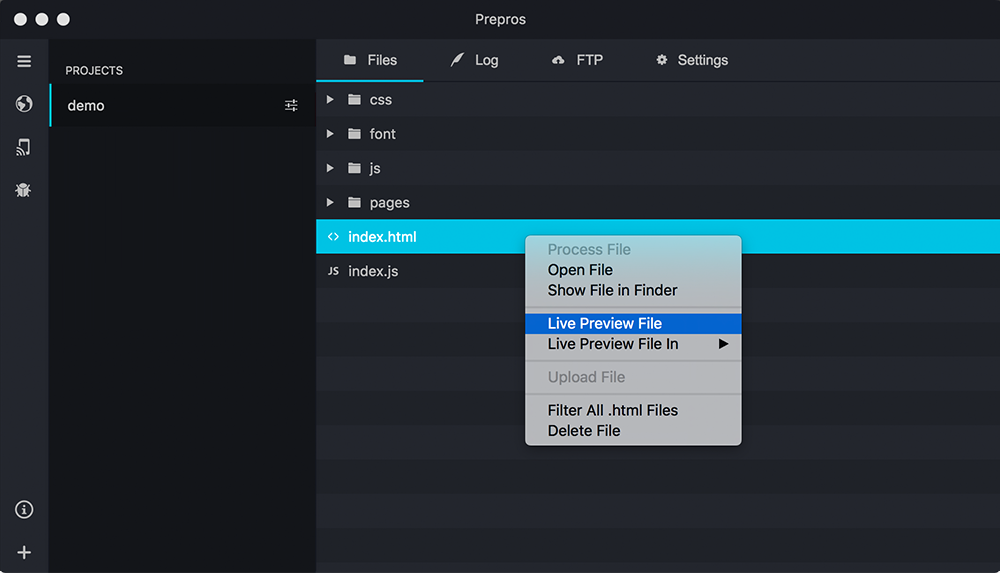 Prepros
PROJECTS
demo
Files
Log
FTP
Settings
css
font
js
pages
<> index.html
JS index.js
Process File
Open File
Show File in Finder
Live Preview File
Live Preview File In
Upload File
Filter All .html Files
Delete File